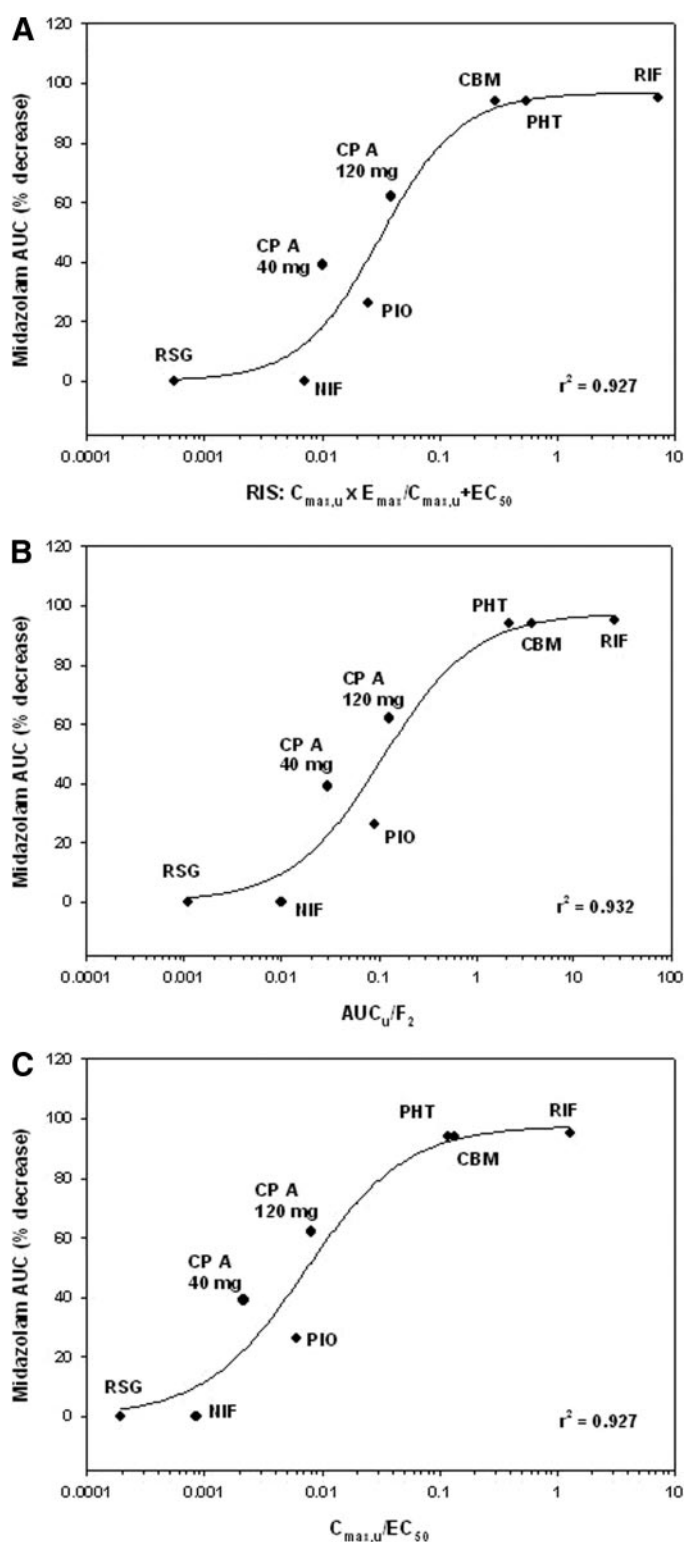 A
120
100
80
60
40
20
0
Midazolam AUC (% decrease)
RSG
NIF
CP A
40 mg
PIO
CP A
120 mg
CBM
PHT
RIF
r² = 0.927
0.0001
0.001
0.01
0.1
1
10
RIS: Cmax,u x Emax/Cmax,u+EC50
B
120
100
80
60
40
20
0
Midazolam AUC (% decrease)
RSG
NIF
CP A
40 mg
PIO
CP A
120 mg
PHT
CBM
RIF
r² = 0.932
0.0001
0.001
0.01
0.1
1
10
100
AUCu/F2
C
120
100
80
60
40
20
0
Midazolam AUC (% decrease)
RSG
NIF
CP A
40 mg
PIO
CP A
120 mg
PHT
CBM
RIF
r² = 0.927
0.0001
0.001
0.01
0.1
1
10
Cmax,u/EC50